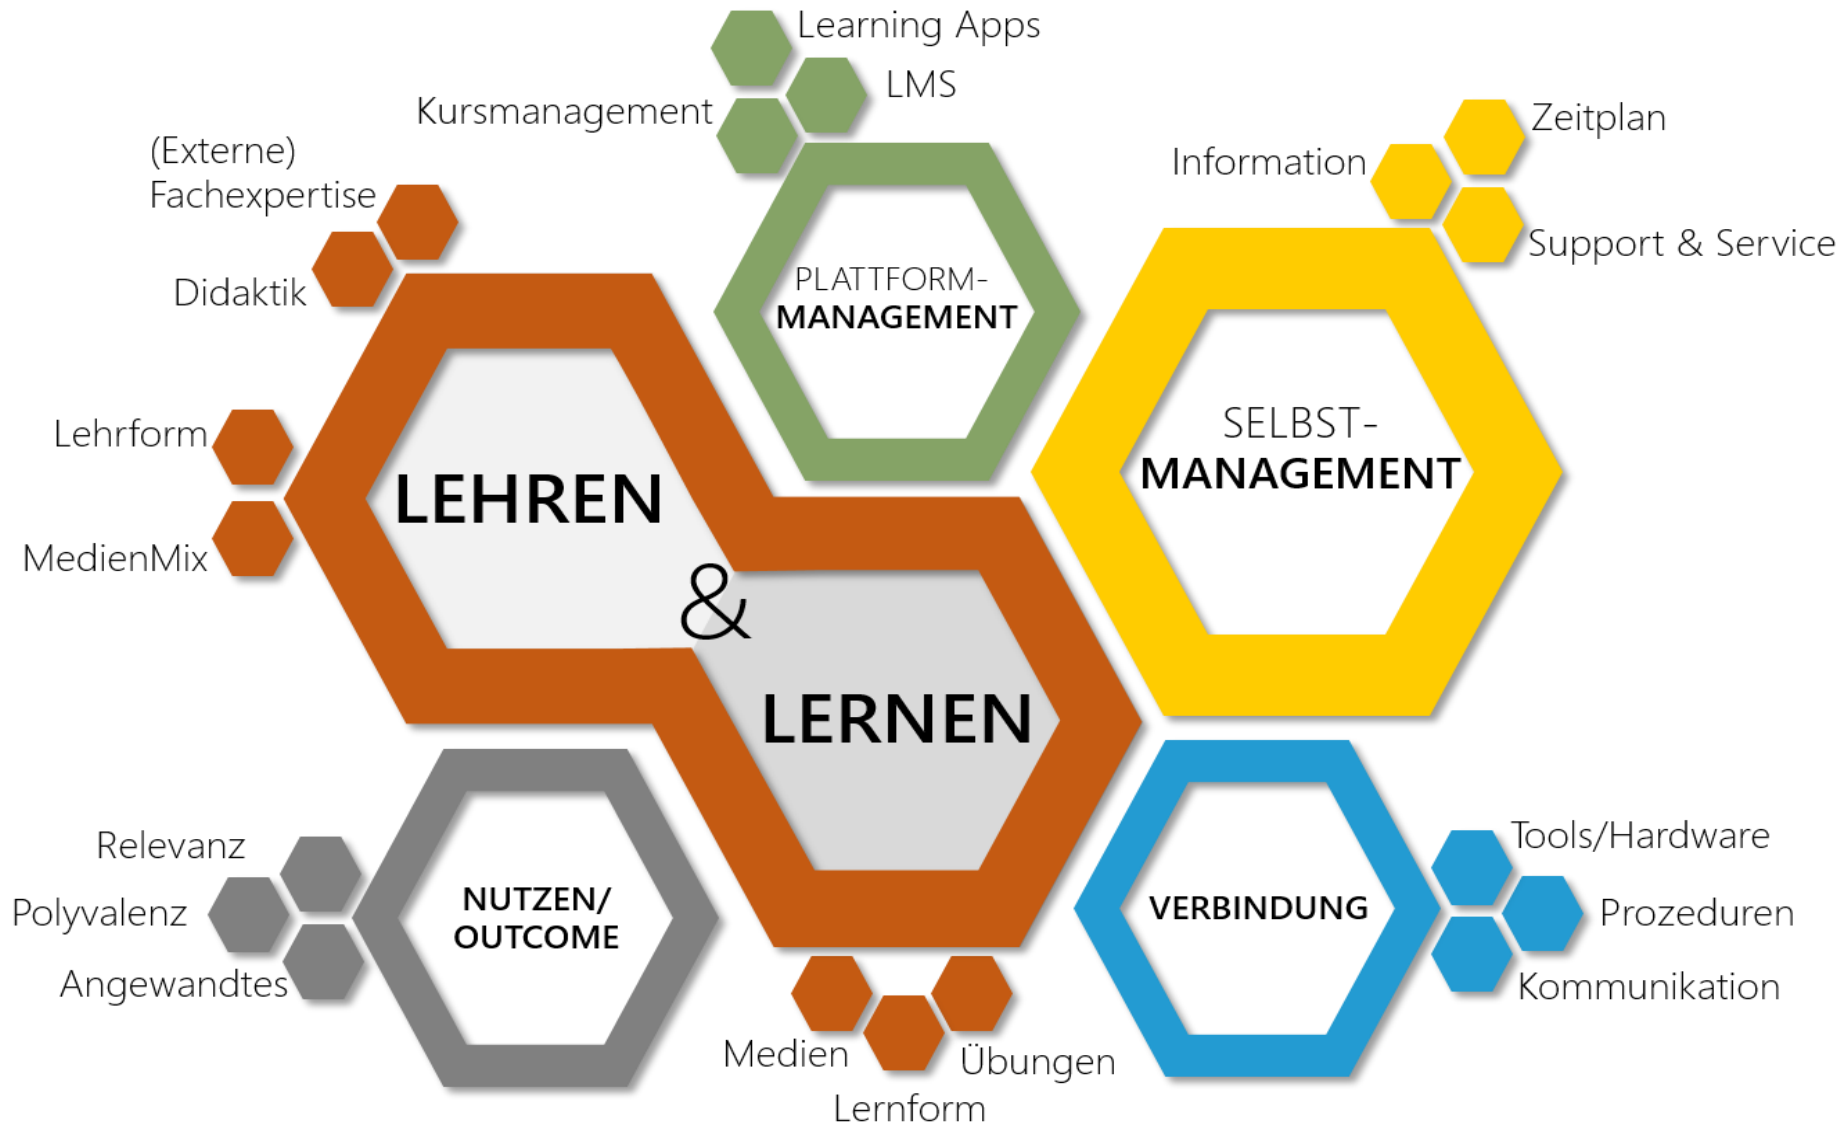 Learning Apps
LMS
Kursmanagement
PLATTFORM-
MANAGEMENT
Zeitplan
Information
Support & Service
SELBST-
MANAGEMENT
(Externe)
Fachexpertise
Didaktik
Lehrform
MedienMix
LEHREN
&
LERNEN
Medien
Übungen
Lernform
Relevanz
Polyvalenz
Angewandtes
NUTZEN/
OUTCOME
VERBINDUNG
Tools/Hardware
Prozeduren
Kommunikation